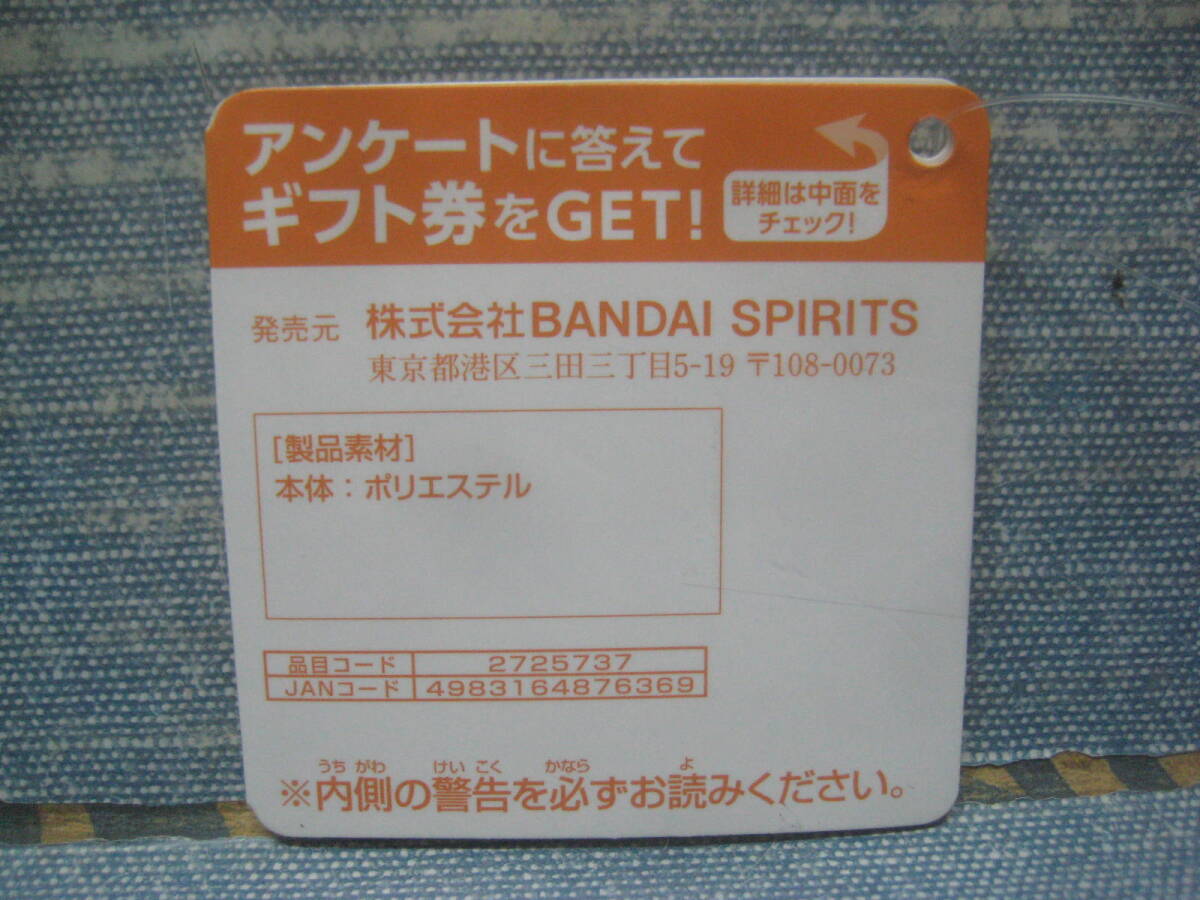 アンケートに答えて
ギフト券をGET!
詳細は中面を
チェック!
発売元 株式会社BANDAI SPIRITS
東京都港区三田三丁目5-19 〒108-0073
[製品素材]
本体：ポリエステル
品目コード 2725737
JANコード 4983164876369
うち がわ けい こく かなら よ
※内側の警告を必ずお読みください。